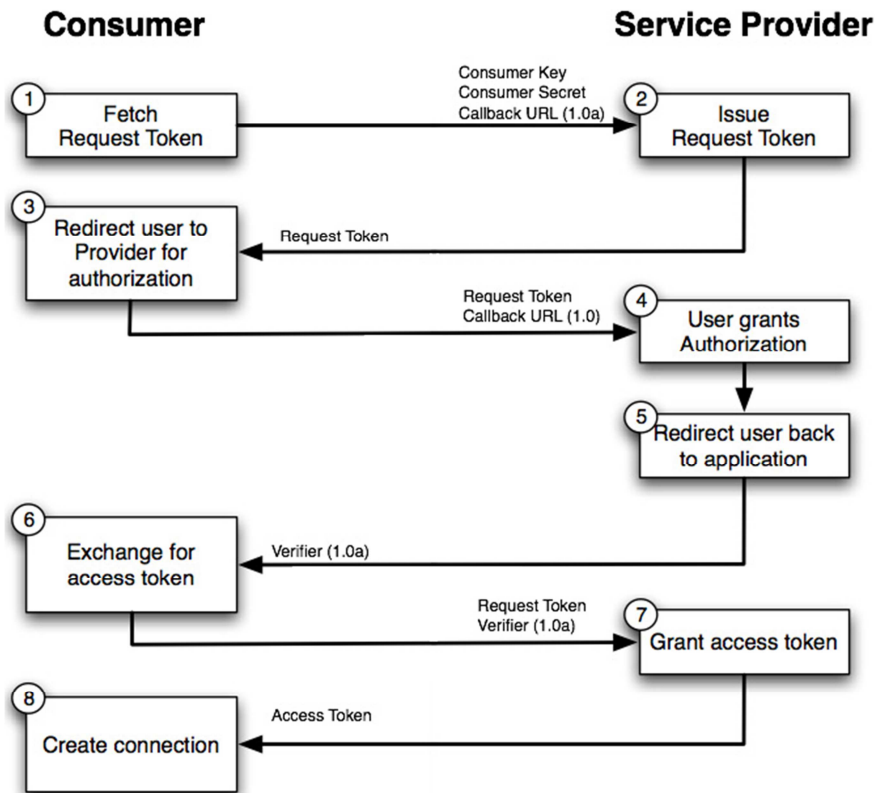 Consumer
Service Provider
1
Fetch
Request Token
Consumer Key
Consumer Secret
Callback URL (1.0a)
2
Issue
Request Token
3
Redirect user to
Provider for
authorization
Request Token
Request Token
Callback URL (1.0)
4
User grants
Authorization
5
Redirect user back
to application
6
Exchange for
access token
Verifier (1.0a)
Request Token
Verifier (1.0a)
7
Grant access token
8
Create connection
Access Token